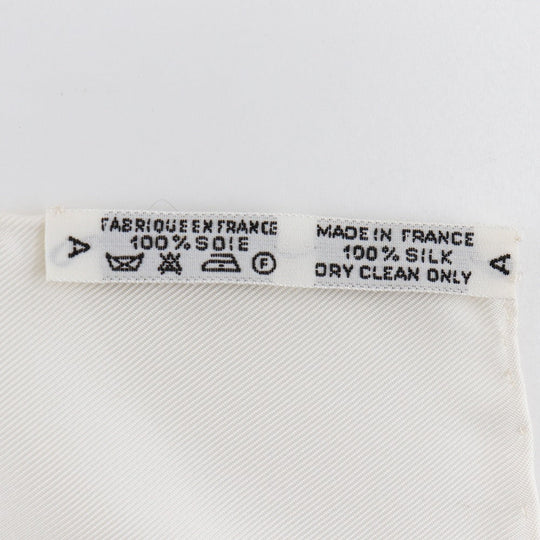 A
FABRIQUE EN FRANCE
100% SOIE
F
MADE IN FRANCE
100% SILK
DRY CLEAN ONLY
A